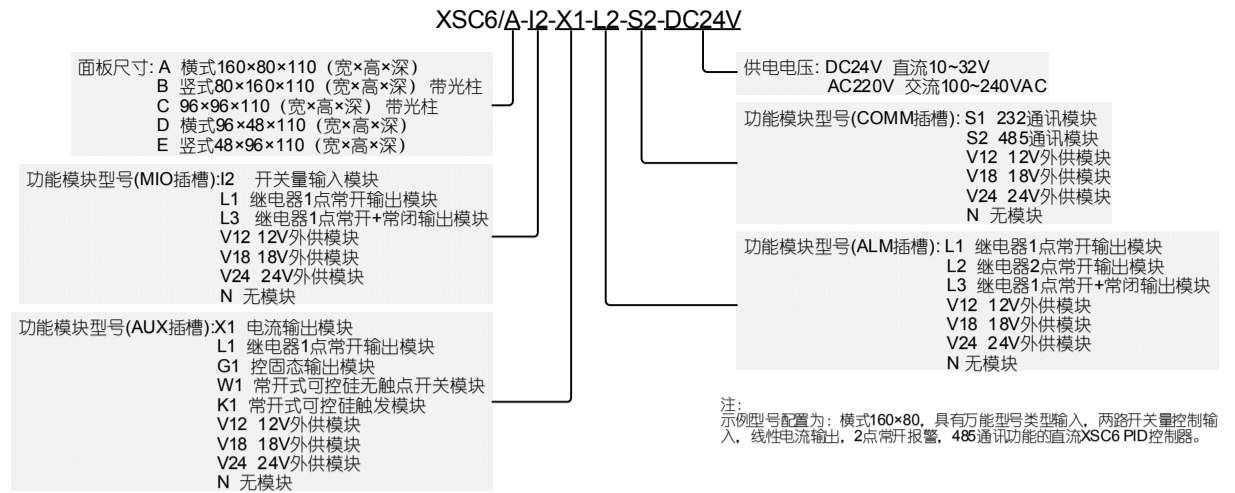 XSC6/A-I2-X1-L2-S2-DC24V
面板尺寸: A 横式160×80×110 (宽×高×深)
B 竖式80×160×110 (宽×高×深) 带光柱
C 96×96×110 (宽×高×深) 带光柱
D 横式96×48×110 (宽×高×深)
E 竖式48×96×110 (宽×高×深)
功能模块型号(MIO插槽):I2 开关量输入模块
L1 继电器1点常开输出模块
L3 继电器1点常开+常闭输出模块
V12 12V外供模块
V18 18V外供模块
V24 24V外供模块
N 无模块
功能模块型号(AUX插槽):X1 电流输出模块
L1 继电器1点常开输出模块
G1 控固态输出模块
W1 常开式可控硅无触点开关模块
K1 常开式可控硅触发模块
V12 12V外供模块
V18 18V外供模块
V24 24V外供模块
N 无模块
供电电压: DC24V 直流10~32V
AC220V 交流100~240VAC
功能模块型号(COMM插槽): S1 232通讯模块
S2 485通讯模块
V12 12V外供模块
V18 18V外供模块
V24 24V外供模块
N 无模块
功能模块型号(ALM插槽): L1 继电器1点常开输出模块
L2 继电器2点常开输出模块
L3 继电器1点常开+常闭输出模块
V12 12V外供模块
V18 18V外供模块
V24 24V外供模块
N 无模块
注:
示例型号配置为：横式160×80，具有万能型号类型输入，两路开关量控制输
入，线性电流输出，2点常开报警，485通讯功能的直流XSC6 PID控制器。